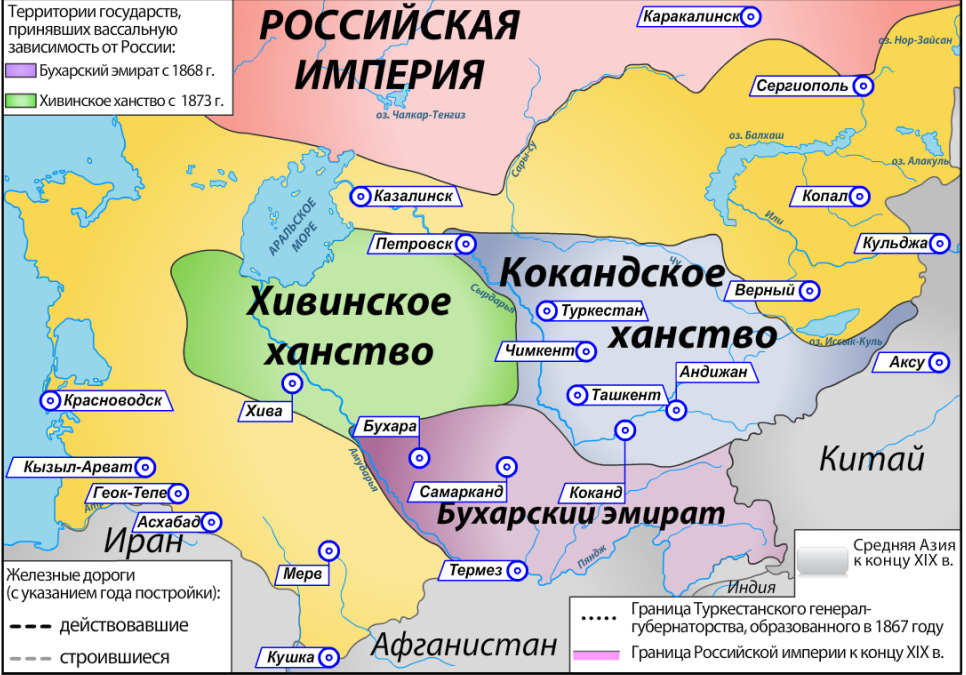 Территории государств,
принявших вассальную
зависимость от России:
Бухарский эмират с 1868 г.
Хивинское ханство с 1873 г.
РОССИЙСКАЯ
ИМПЕРИЯ
Каракалинск
оз. Нор-Зайсан
Сергиополь
оз. Чалкар-Тенгиз
оз. Балхаш
Сары-су
оз. Алакуль
Казалинск
Копал
АРАЛЬСКОЕ
МОРЕ
Или
Петровск
Кульджа
Чу
Кокандское
ханство
Верный
Сырдарья
Хивинское
ханство
Туркестан
оз. Иссык-Куль
Чимкент
Аксу
Андижан
Ташкент
Красноводск
Хива
Бухара
Китай
Кызыл-Арват
Амударья
Геок-Тепе
Самарканд
Коканд
Бухарский эмират
Асхабад
Иран
Мерв
Термез
Пяндж
Индия
Средняя Азия
к концу XIX в.
Железные дороги
(с указанием года постройки):
действовавшие
строившиеся
Кушка
Афганистан
Граница Туркестанского генерал-
губернаторства, образованного в 1867 году
Граница Российской империи к концу XIX в.